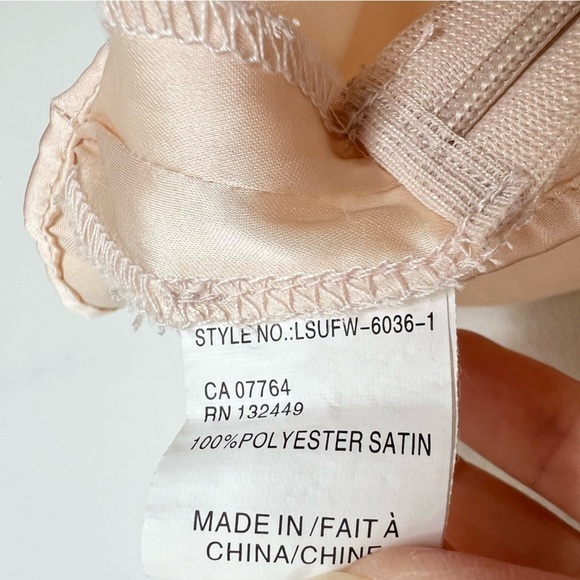 STYLE NO.:LSUFW-6036-1
CA 07764
RN 132449
100%POLYESTER SATIN
MADE IN /FAIT À
CHINA/CHINE